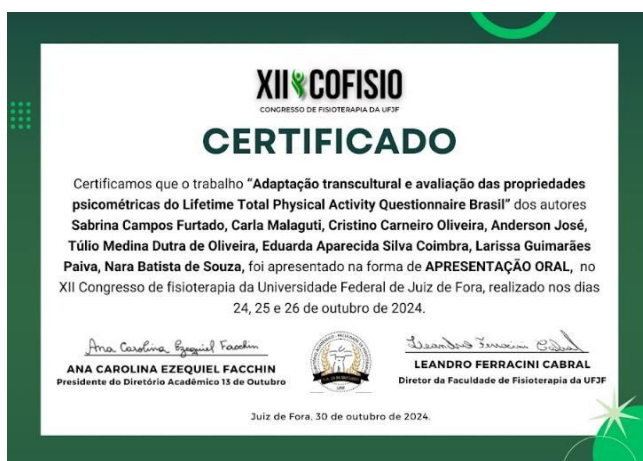 XII COFISIO
CONGRESSO DE FISIOTERAPIA DA UFJF
CERTIFICADO
Certificamos que o trabalho “Adaptação transcultural e avaliação das propriedades
psicométricas do Lifetime Total Physical Activity Questionnaire Brasil” dos autores
Sabrina Campos Furtado, Carla Malaguti, Cristino Carneiro Oliveira, Anderson José,
Túlio Medina Dutra de Oliveira, Eduarda Aparecida Silva Coimbra, Larissa Guimarães
Paiva, Nara Batista de Souza, foi apresentado na forma de APRESENTAÇÃO ORAL, no
XII Congresso de fisioterapia da Universidade Federal de Juiz de Fora, realizado nos dias
24, 25 e 26 de outubro de 2024.
Ana Carolina Ezequiel Facchin
ANA CAROLINA EZEQUIEL FACCHIN
Presidente do Diretório Acadêmico 13 de Outubro
Leandro Ferracini Cabral
LEANDRO FERRACINI CABRAL
Diretor da Faculdade de Fisioterapia da UFJF
Juiz de Fora, 30 de outubro de 2024.